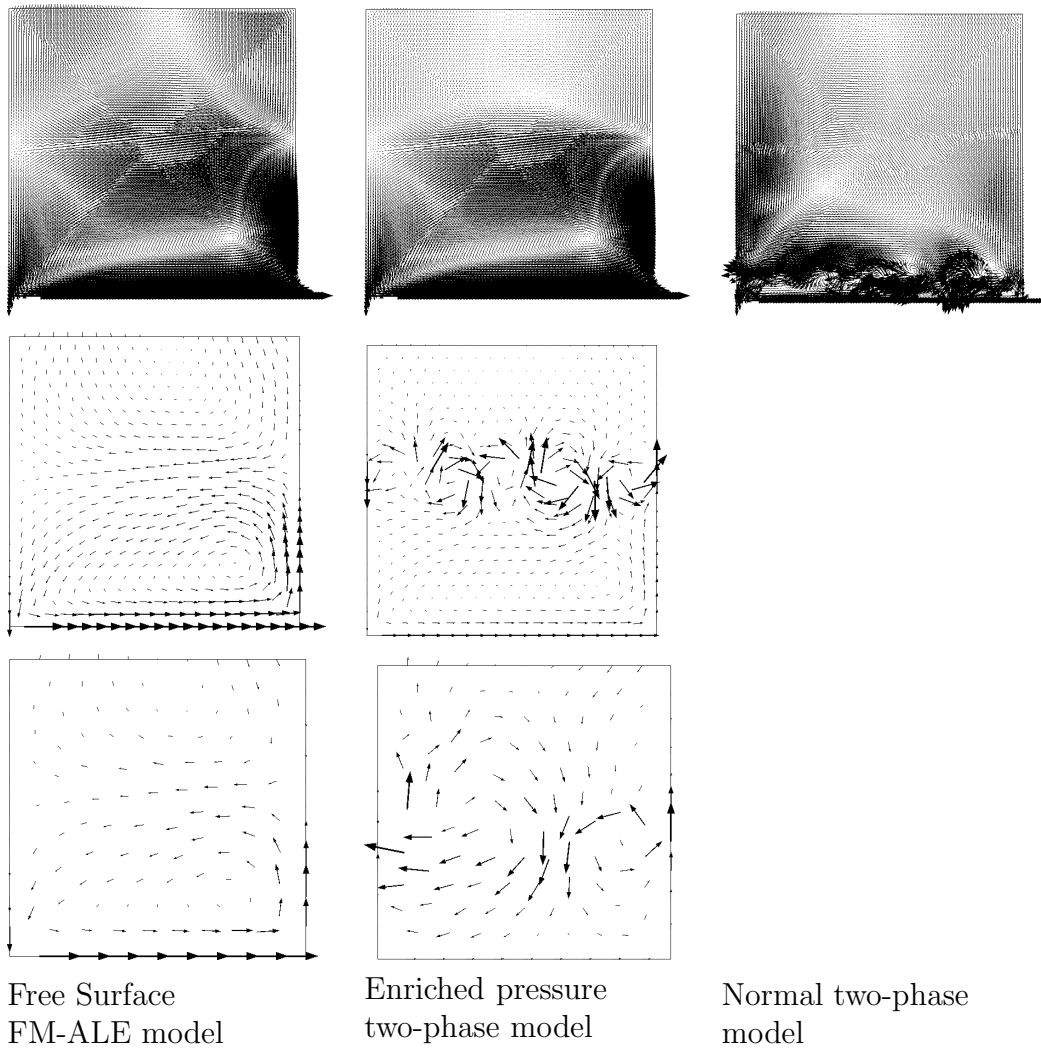 Free Surface
FM-ALE model
Enriched pressure
two-phase model
Normal two-phase
model